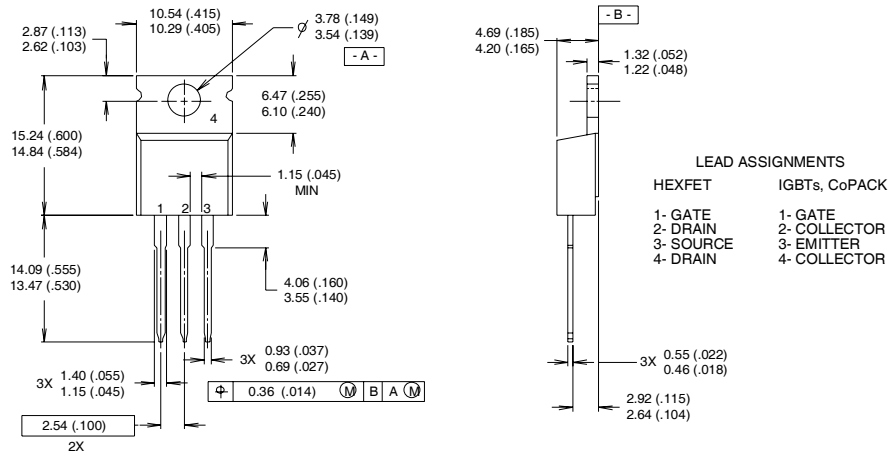 10.54 (.415)
10.29 (.405)
2.87 (.113)
2.62 (.103)
ø 3.78 (.149)
3.54 (.139)
- A -
6.47 (.255)
6.10 (.240)
4
15.24 (.600)
14.84 (.584)
1.15 (.045)
MIN
1 2 3
14.09 (.555)
13.47 (.530)
4.06 (.160)
3.55 (.140)
3X 0.93 (.037)
0.69 (.027)
3X 1.40 (.055)
1.15 (.045)
⌖ 0.36 (.014) Ⓜ B A Ⓜ
2.54 (.100)
2X
- B -
4.69 (.185)
4.20 (.165)
1.32 (.052)
1.22 (.048)
3X 0.55 (.022)
0.46 (.018)
2.92 (.115)
2.64 (.104)
LEAD ASSIGNMENTS
HEXFET
1- GATE
2- DRAIN
3- SOURCE
4- DRAIN
IGBTs, CoPACK
1- GATE
2- COLLECTOR
3- EMITTER
4- COLLECTOR